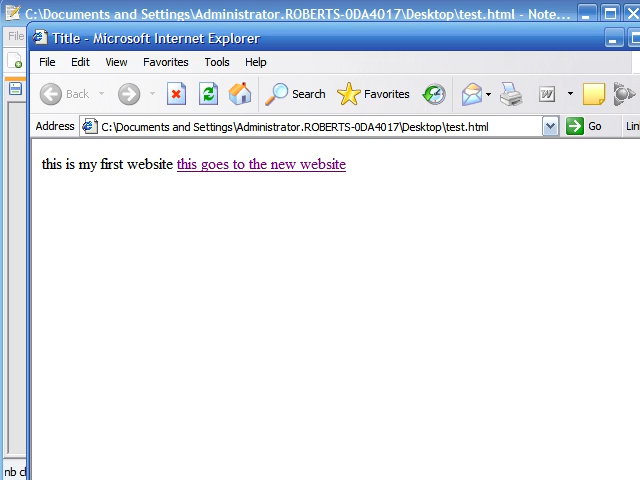 C:\Documents and Settings\Administrator.ROBERTS-0DA4017\Desktop\test.html - Note...
File
Title - Microsoft Internet Explorer
File Edit View Favorites Tools Help
Back Search Favorites W
Address C:\Documents and Settings\Administrator.ROBERTS-0DA4017\Desktop\test.html Go Lin
this is my first website this goes to the new website
nb cl